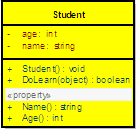 Student
- age: int
- name: string
+ Student() : void
+ DoLearn(object) : boolean
«property»
+ Name() : string
+ Age() : int